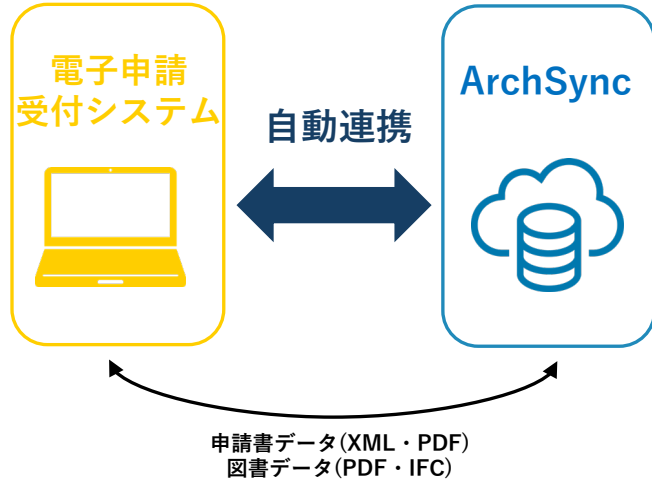 電子申請
受付システム
自動連携
ArchSync
申請書データ(XML・PDF)
図書データ(PDF・IFC)